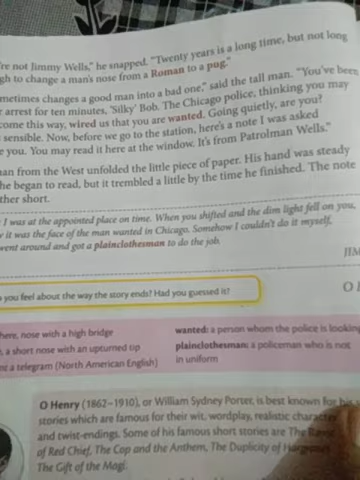 're not Jimmy Wells," he snapped. "Twenty years is a long time, but not long
gh to change a man's nose from a Roman to a pug."
metimes changes a good man into a bad one," said the tall man. "You've been
r arrest for ten minutes, 'Silky' Bob. The Chicago police, thinking you may
come this way, wired us that you are wanted. Going quietly, are you?
sensible. Now, before we go to the station, here's a note I was asked
e you. You may read it here at the window. It's from Patrolman Wells."
an from the West unfolded the little piece of paper. His hand was steady
he began to read, but it trembled a little by the time he finished. The note
ther short.
I was at the appointed place on time. When you shifted and the dim light fell on you,
it was the face of the man wanted in Chicago. Somehow I couldn't do it myself,
went around and got a plainclothesman to do the job.
JIM
you feel about the way the story ends? Had you guessed it?
O
here, nose with a high bridge
a short nose with an upturned tip
a telegram (North American English)
wanted: a person whom the police is looking
plainclothesman: a policeman who is not
in uniform
O Henry (1862–1910), or William Sydney Porter, is best known for his
stories which are famous for their wit, wordplay, realistic
and twist-endings. Some of his famous short stories are The
of Red Chief, The Cop and the Anthem, The Duplicity of
The Gift of the Magi.